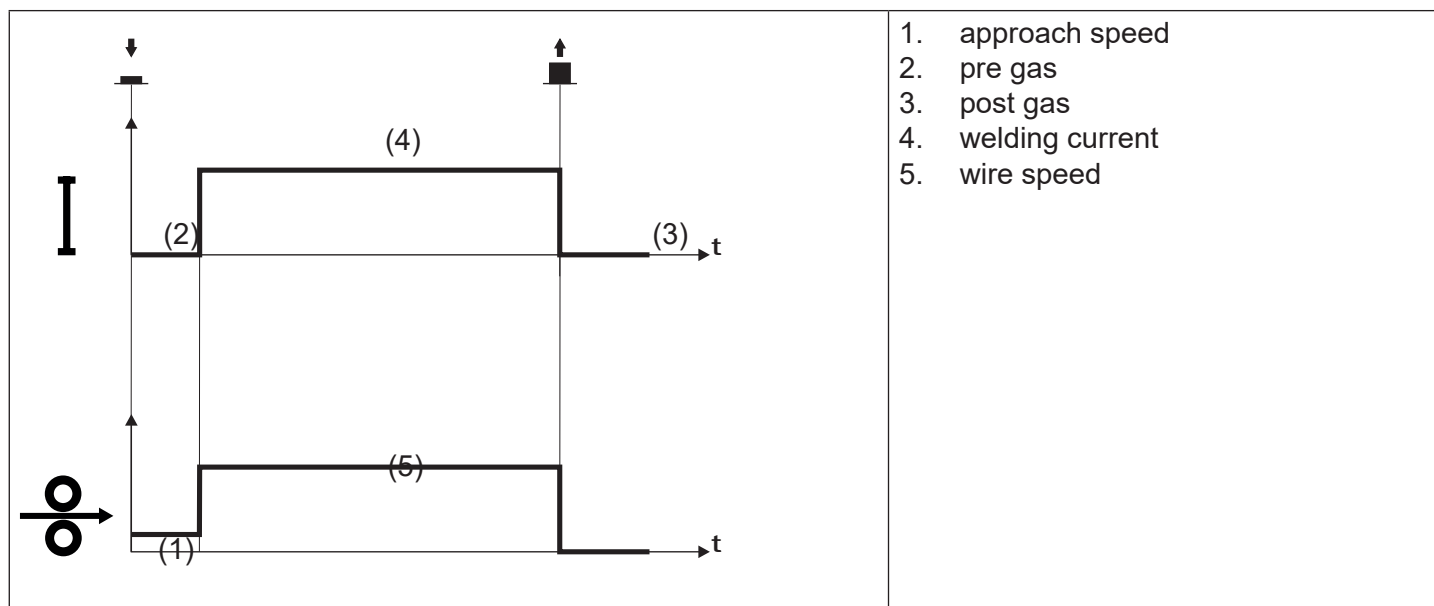 (4)
I
(2)
(3)
t
(5)
(1)
t
1. approach speed
2. pre gas
3. post gas
4. welding current
5. wire speed